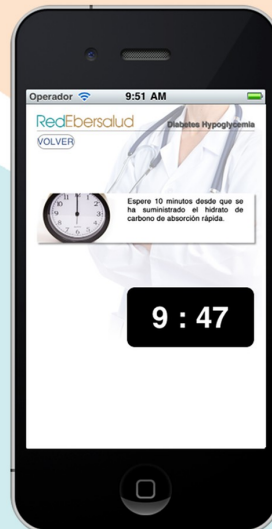 Operador 9:51 AM
RedEbersalud
Diabetes Hypoglycemia
VOLVER
Espere 10 minutos desde que se
ha suministrado el hidrato de
carbono de absorción rápida.
9 : 47